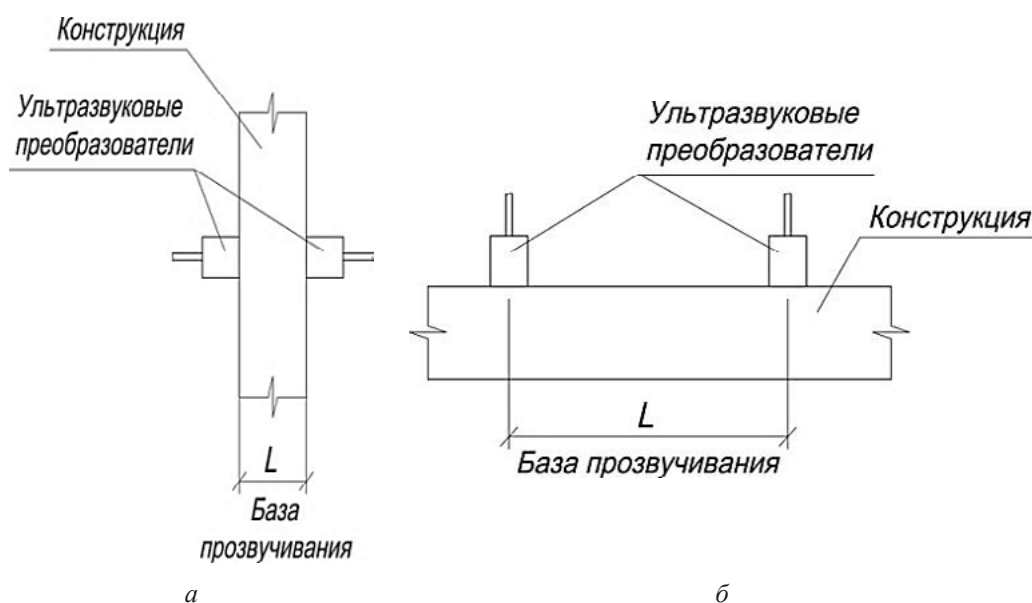 Конструкция
Ультразвуковые
преобразователи
L
База
прозвучивания
а
Ультразвуковые
преобразователи
Конструкция
L
База прозвучивания
б